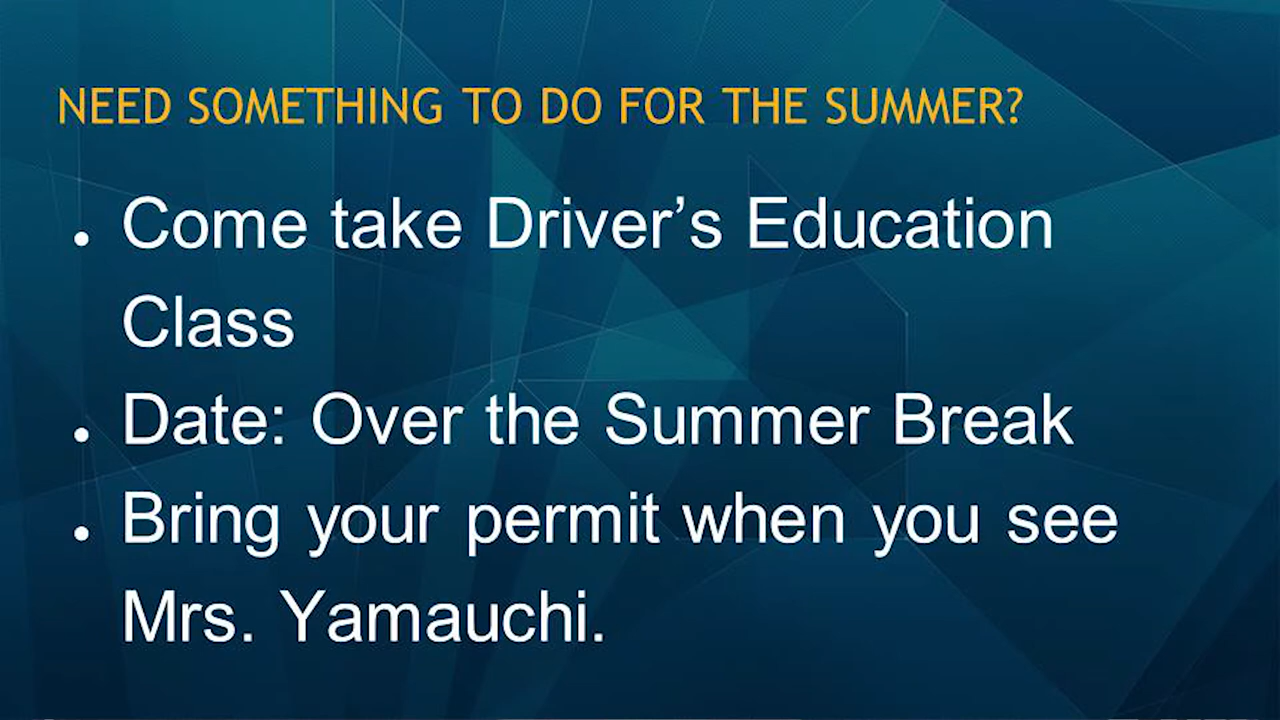 NEED SOMETHING TO DO FOR THE SUMMER?
• Come take Driver’s Education
Class
• Date: Over the Summer Break
• Bring your permit when you see
Mrs. Yamauchi.